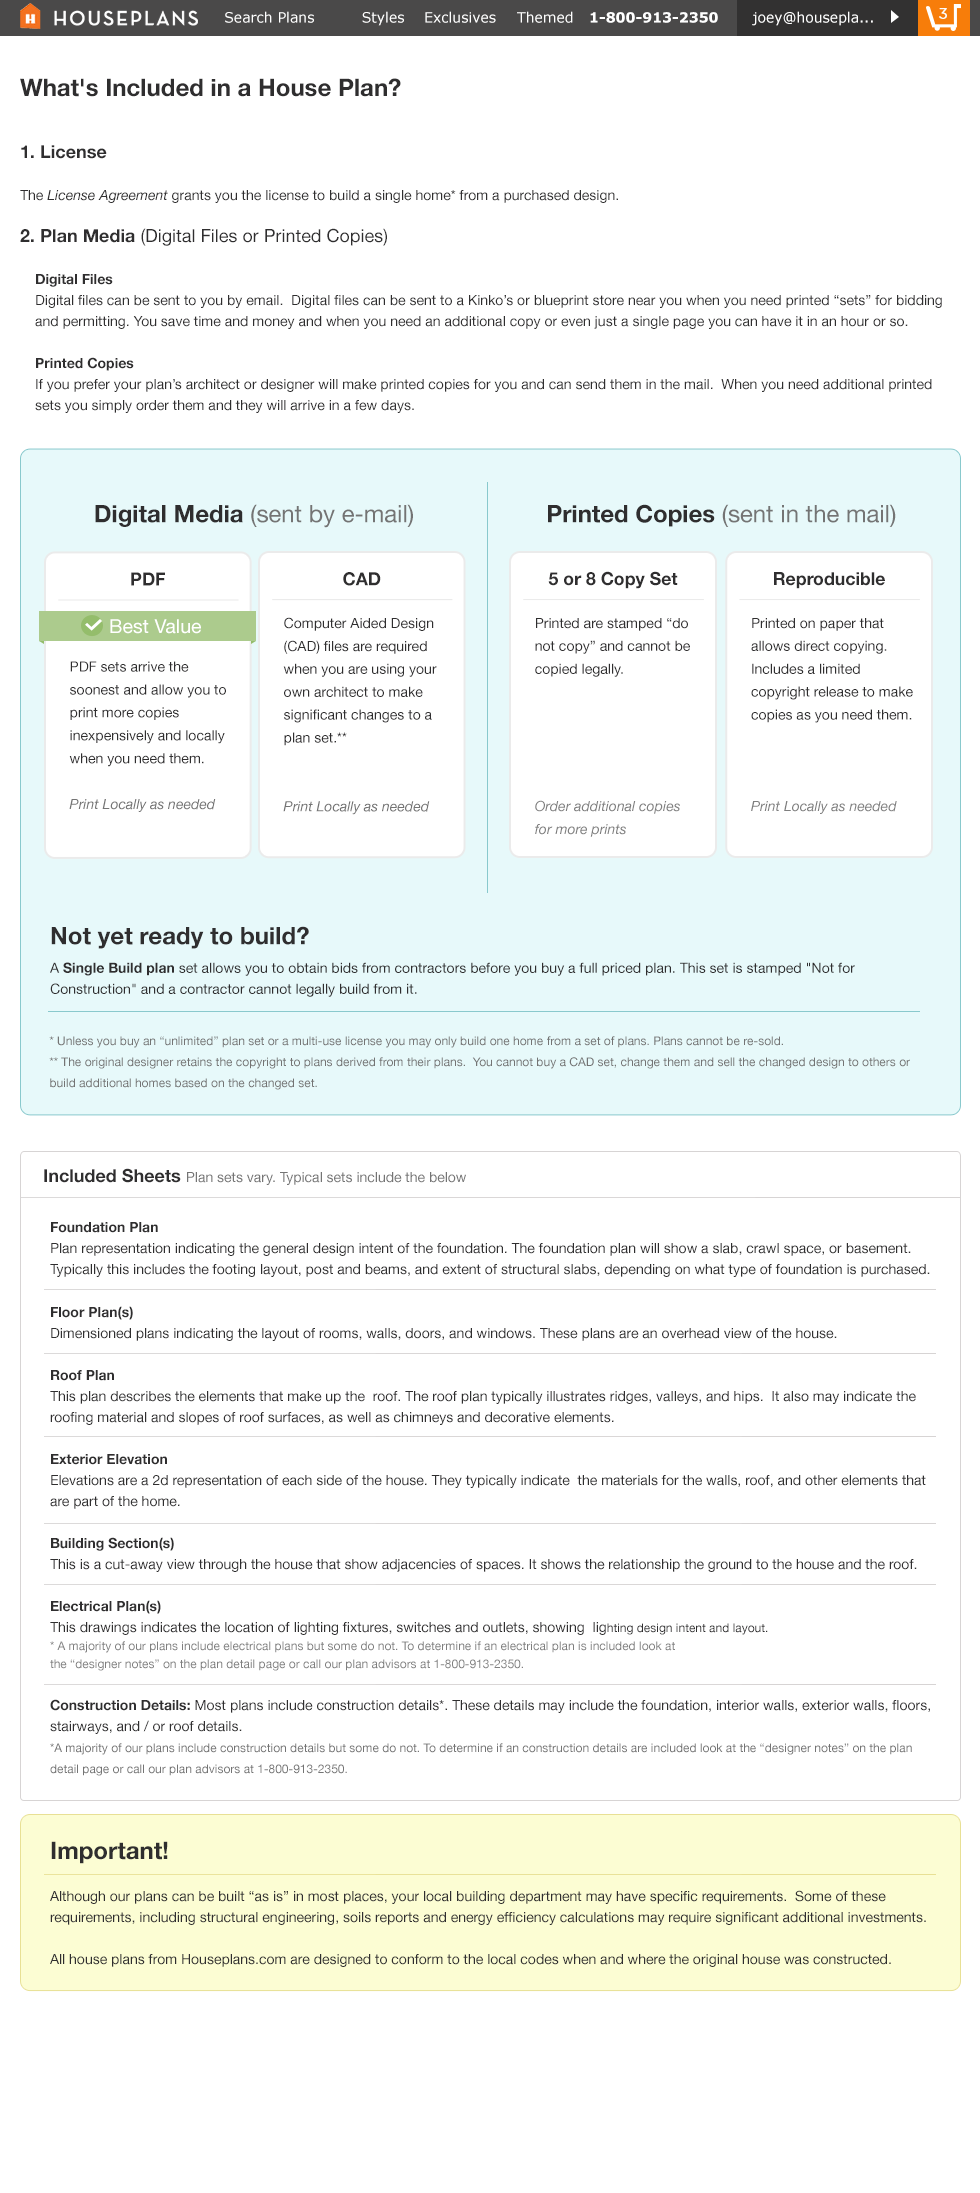 HOUSEPLANS Search Plans Styles Exclusives Themed 1-800-913-2350 joey@housepla... 3
What's Included in a House Plan?
1. License
The License Agreement grants you the license to build a single home* from a purchased design.
2. Plan Media (Digital Files or Printed Copies)
Digital Files
Digital files can be sent to you by email.  Digital files can be sent to a Kinko’s or blueprint store near you when you need printed “sets” for bidding
and permitting. You save time and money and when you need an additional copy or even just a single page you can have it in an hour or so.
Printed Copies
If you prefer your plan’s architect or designer will make printed copies for you and can send them in the mail.  When you need additional printed
sets you simply order them and they will arrive in a few days.
Digital Media (sent by e-mail)
PDF
Best Value
PDF sets arrive the
soonest and allow you to
print more copies
inexpensively and locally
when you need them.
Print Locally as needed
CAD
Computer Aided Design
(CAD) files are required
when you are using your
own architect to make
significant changes to a
plan set.**
Print Locally as needed
Printed Copies (sent in the mail)
5 or 8 Copy Set
Printed are stamped “do
not copy” and cannot be
copied legally.
Order additional copies
for more prints
Reproducible
Printed on paper that
allows direct copying.
Includes a limited
copyright release to make
copies as you need them.
Print Locally as needed
Not yet ready to build?
A Single Build plan set allows you to obtain bids from contractors before you buy a full priced plan. This set is stamped "Not for
Construction" and a contractor cannot legally build from it.
* Unless you buy an “unlimited” plan set or a multi-use license you may only build one home from a set of plans. Plans cannot be re-sold.
** The original designer retains the copyright to plans derived from their plans.  You cannot buy a CAD set, change them and sell the changed design to others or
build additional homes based on the changed set.
Included Sheets Plan sets vary. Typical sets include the below
Foundation Plan
Plan representation indicating the general design intent of the foundation. The foundation plan will show a slab, crawl space, or basement.
Typically this includes the footing layout, post and beams, and extent of structural slabs, depending on what type of foundation is purchased.
Floor Plan(s)
Dimensioned plans indicating the layout of rooms, walls, doors, and windows. These plans are an overhead view of the house.
Roof Plan
This plan describes the elements that make up the  roof. The roof plan typically illustrates ridges, valleys, and hips.  It also may indicate the
roofing material and slopes of roof surfaces, as well as chimneys and decorative elements.
Exterior Elevation
Elevations are a 2d representation of each side of the house. They typically indicate  the materials for the walls, roof, and other elements that
are part of the home.
Building Section(s)
This is a cut-away view through the house that show adjacencies of spaces. It shows the relationship the ground to the house and the roof.
Electrical Plan(s)
This drawings indicates the location of lighting fixtures, switches and outlets, showing  lighting design intent and layout.
* A majority of our plans include electrical plans but some do not. To determine if an electrical plan is included look at
the “designer notes” on the plan detail page or call our plan advisors at 1-800-913-2350.
Construction Details: Most plans include construction details*. These details may include the foundation, interior walls, exterior walls, floors,
stairways, and / or roof details.
*A majority of our plans include construction details but some do not. To determine if an construction details are included look at the “designer notes” on the plan
detail page or call our plan advisors at 1-800-913-2350.
Important!
Although our plans can be built “as is” in most places, your local building department may have specific requirements.  Some of these
requirements, including structural engineering, soils reports and energy efficiency calculations may require significant additional investments.
All house plans from Houseplans.com are designed to conform to the local codes when and where the original house was constructed.